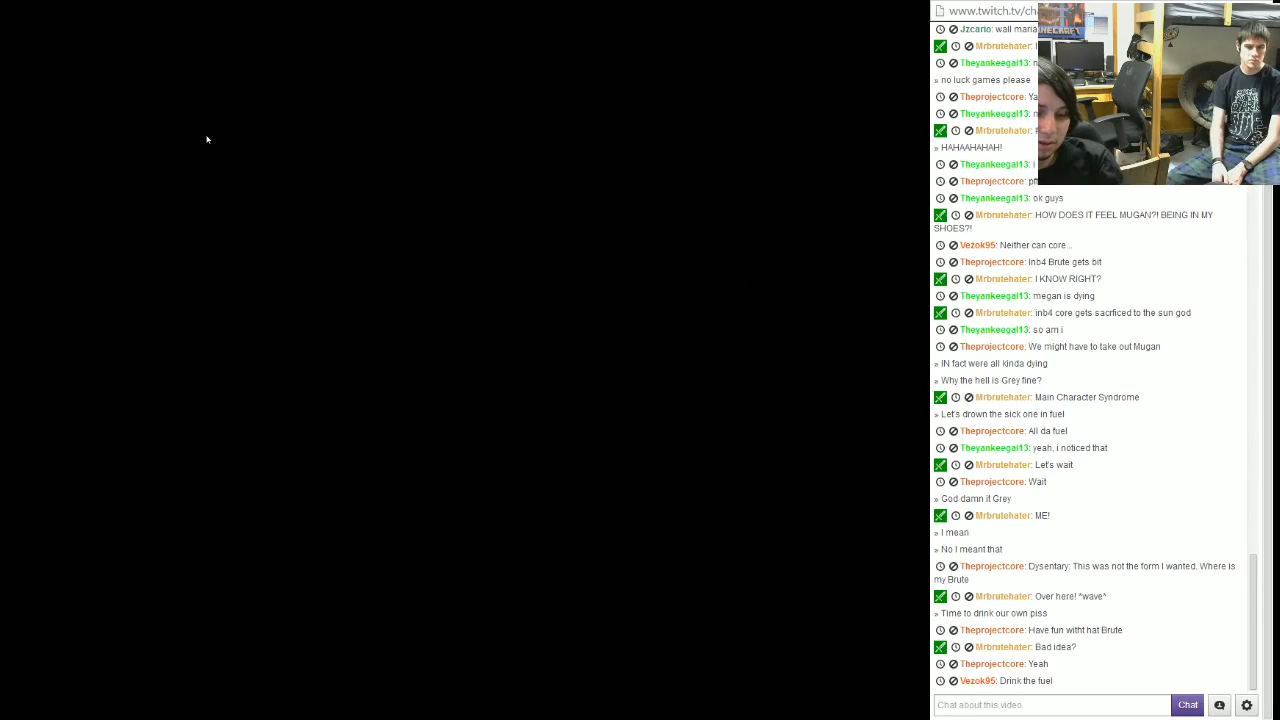 www.twitch.tv/ch
Jzcario: wall maria
Mrbrutehater:
Theyankeegal13:
» no luck games please
Theprojectcore: Ya
Theyankeegal13:
Mrbrutehater:
» HAHAAHAHAH!
Theyankeegal13: i
Theprojectcore: pff
Theyankeegal13: ok guys
Mrbrutehater: HOW DOES IT FEEL MUGAN?! BEING IN MY
SHOES?!
Vezok95: Neither can core...
Theprojectcore: Inb4 Brute gets bit
Mrbrutehater: I KNOW RIGHT?
Theyankeegal13: megan is dying
Mrbrutehater: inb4 core gets sacrficed to the sun god
Theyankeegal13: so am i
Theprojectcore: We might have to take out Mugan
» IN fact were all kinda dying
» Why the hell is Grey fine?
Mrbrutehater: Main Character Syndrome
» Let's drown the sick one in fuel
Theprojectcore: All da fuel
Theyankeegal13: yeah, i noticed that
Mrbrutehater: Let's wait
Theprojectcore: Wait
» God damn it Grey
Mrbrutehater: ME!
» I mean
» No I meant that
Theprojectcore: Dysentary: This was not the form I wanted. Where is
my Brute
Mrbrutehater: Over here! *wave*
» Time to drink our own piss
Theprojectcore: Have fun witht hat Brute
Mrbrutehater: Bad idea?
Theprojectcore: Yeah
Vezok95: Drink the fuel
Chat about this video
Chat